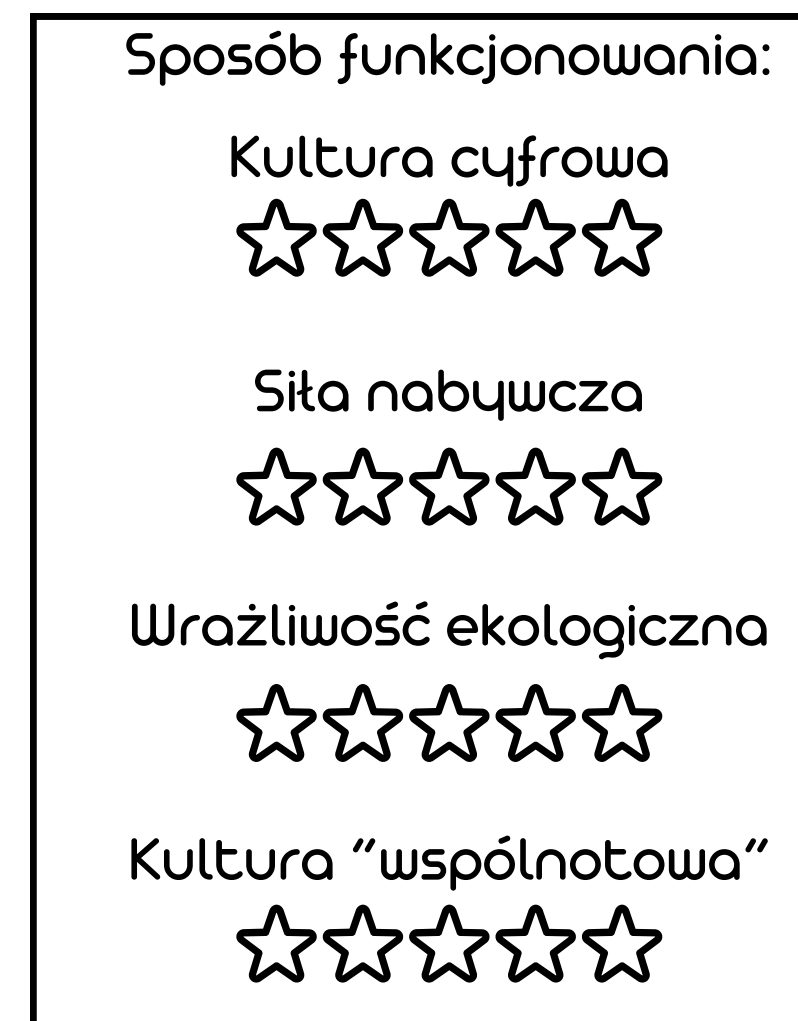 Sposób funkcjonowania:
Kultura cyfrowa
Siła nabywcza
Wrażliwość ekologiczna
Kultura "wspólnotowa"